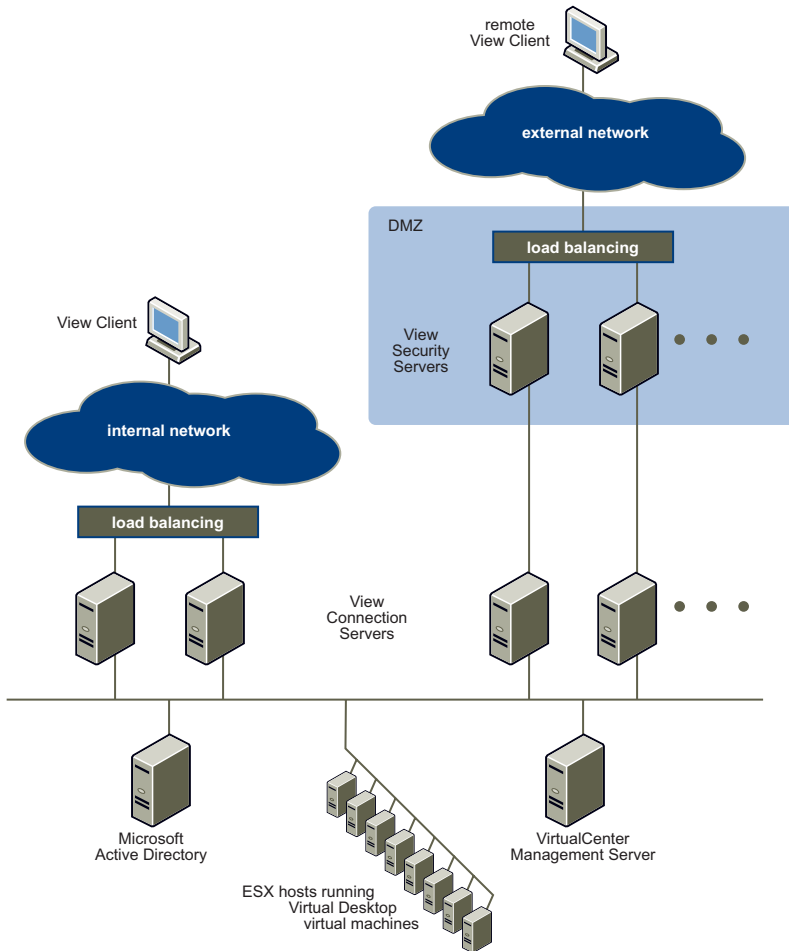 remote
View Client
external network
DMZ
load balancing
View Client
View
Security
Servers
internal network
load balancing
View
Connection
Servers
Microsoft
Active Directory
VirtualCenter
Management Server
ESX hosts running
Virtual Desktop
virtual machines